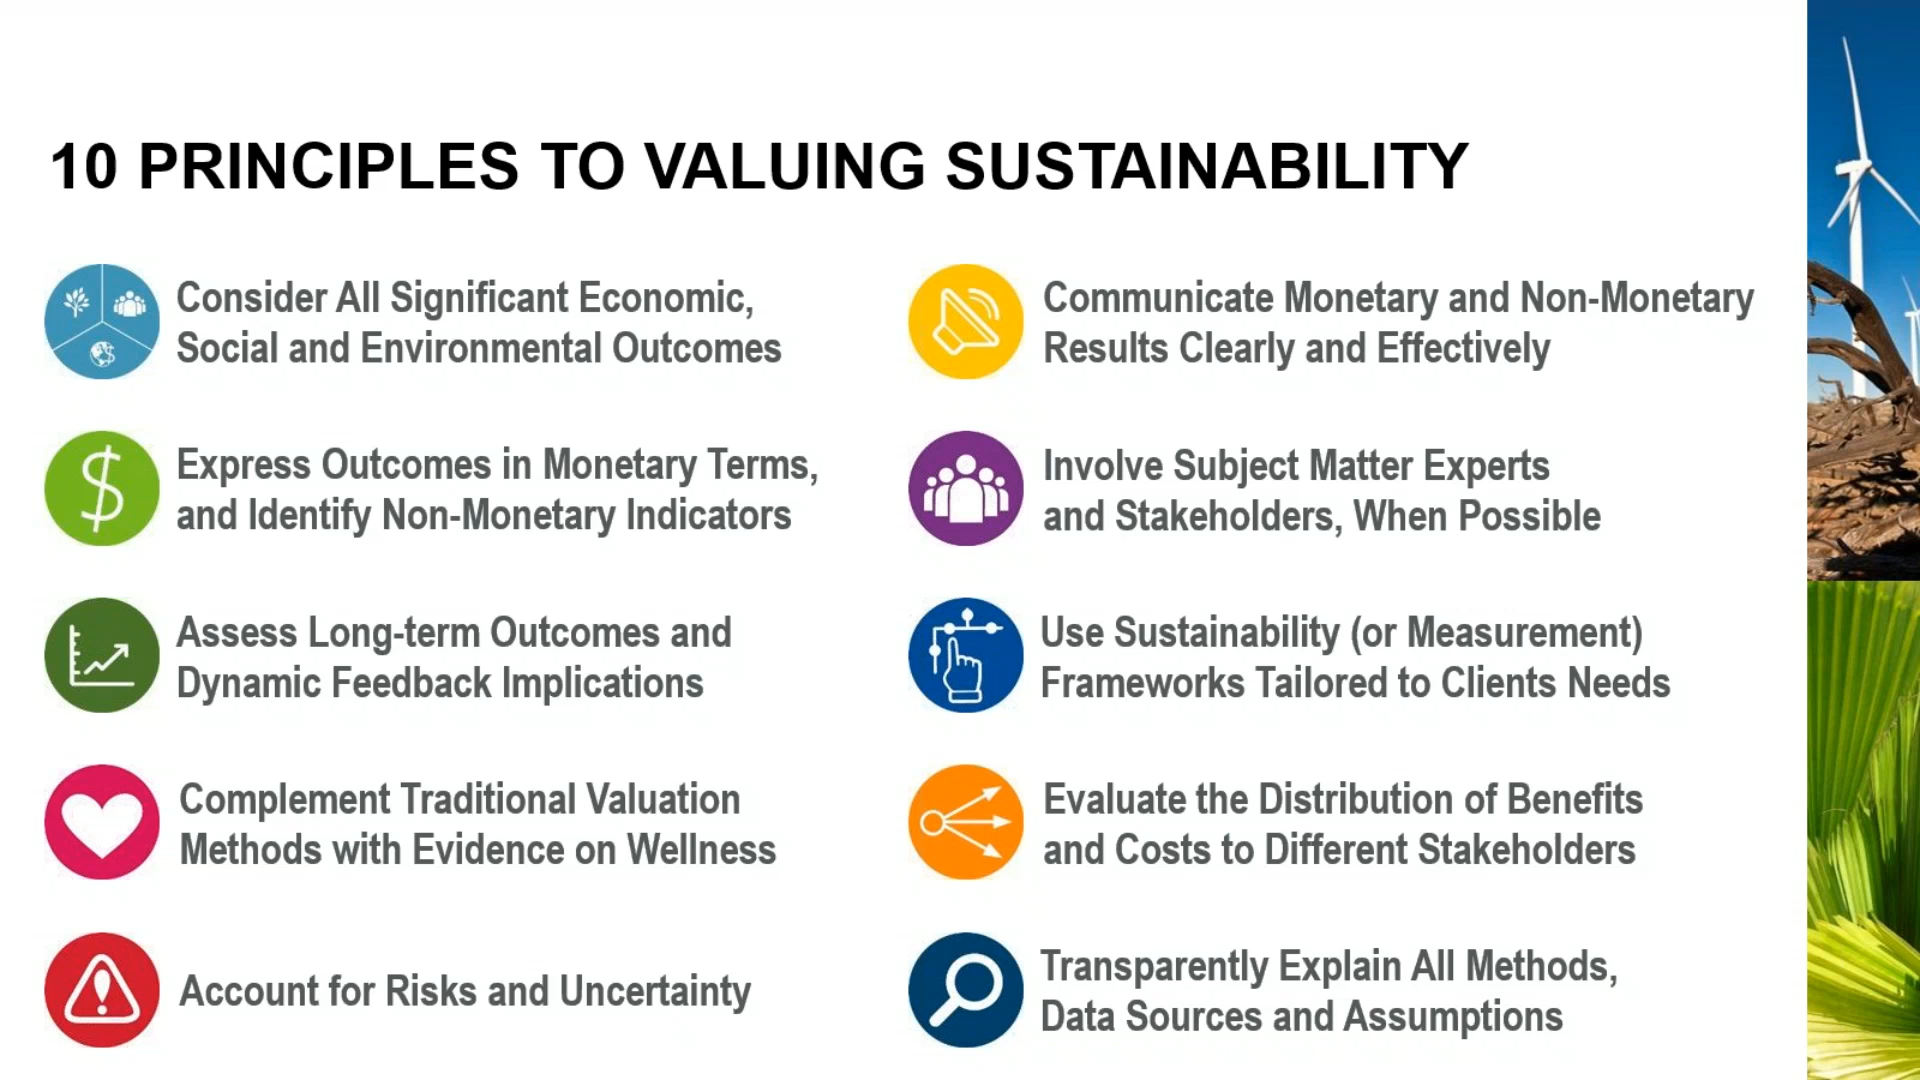 10 PRINCIPLES TO VALUING SUSTAINABILITY
Consider All Significant Economic,
Social and Environmental Outcomes
Express Outcomes in Monetary Terms,
and Identify Non-Monetary Indicators
Assess Long-term Outcomes and
Dynamic Feedback Implications
Complement Traditional Valuation
Methods with Evidence on Wellness
Account for Risks and Uncertainty
Communicate Monetary and Non-Monetary
Results Clearly and Effectively
Involve Subject Matter Experts
and Stakeholders, When Possible
Use Sustainability (or Measurement)
Frameworks Tailored to Clients Needs
Evaluate the Distribution of Benefits
and Costs to Different Stakeholders
Transparently Explain All Methods,
Data Sources and Assumptions